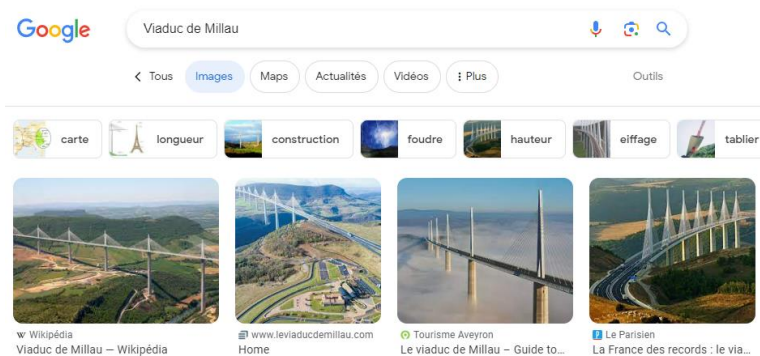 Google
Viaduc de Millau
Tous Images Maps Actualités Vidéos Plus Outils
carte longueur construction foudre hauteur eiffage tablier
W Wikipédia
Viaduc de Millau — Wikipédia
www.leviaducdemillau.com
Home
Tourisme Aveyron
Le viaduc de Millau – Guide to...
Le Parisien
La France des records : le via...